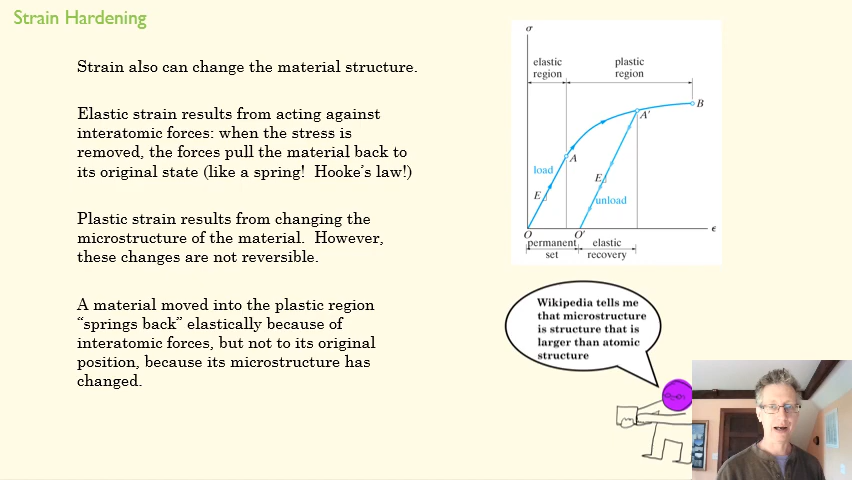 Strain Hardening
Strain also can change the material structure.
Elastic strain results from acting against
interatomic forces: when the stress is
removed, the forces pull the material back to
its original state (like a spring!  Hooke's law!)
Plastic strain results from changing the
microstructure of the material.  However,
these changes are not reversible.
A material moved into the plastic region
“springs back” elastically because of
interatomic forces, but not to its original
position, because its microstructure has
changed.
σ
elastic
region
plastic
region
B
A'
A
load
E
E
unload
O
O'
ϵ
permanent
set
elastic
recovery
Wikipedia tells me
that microstructure
is structure that is
larger than atomic
structure